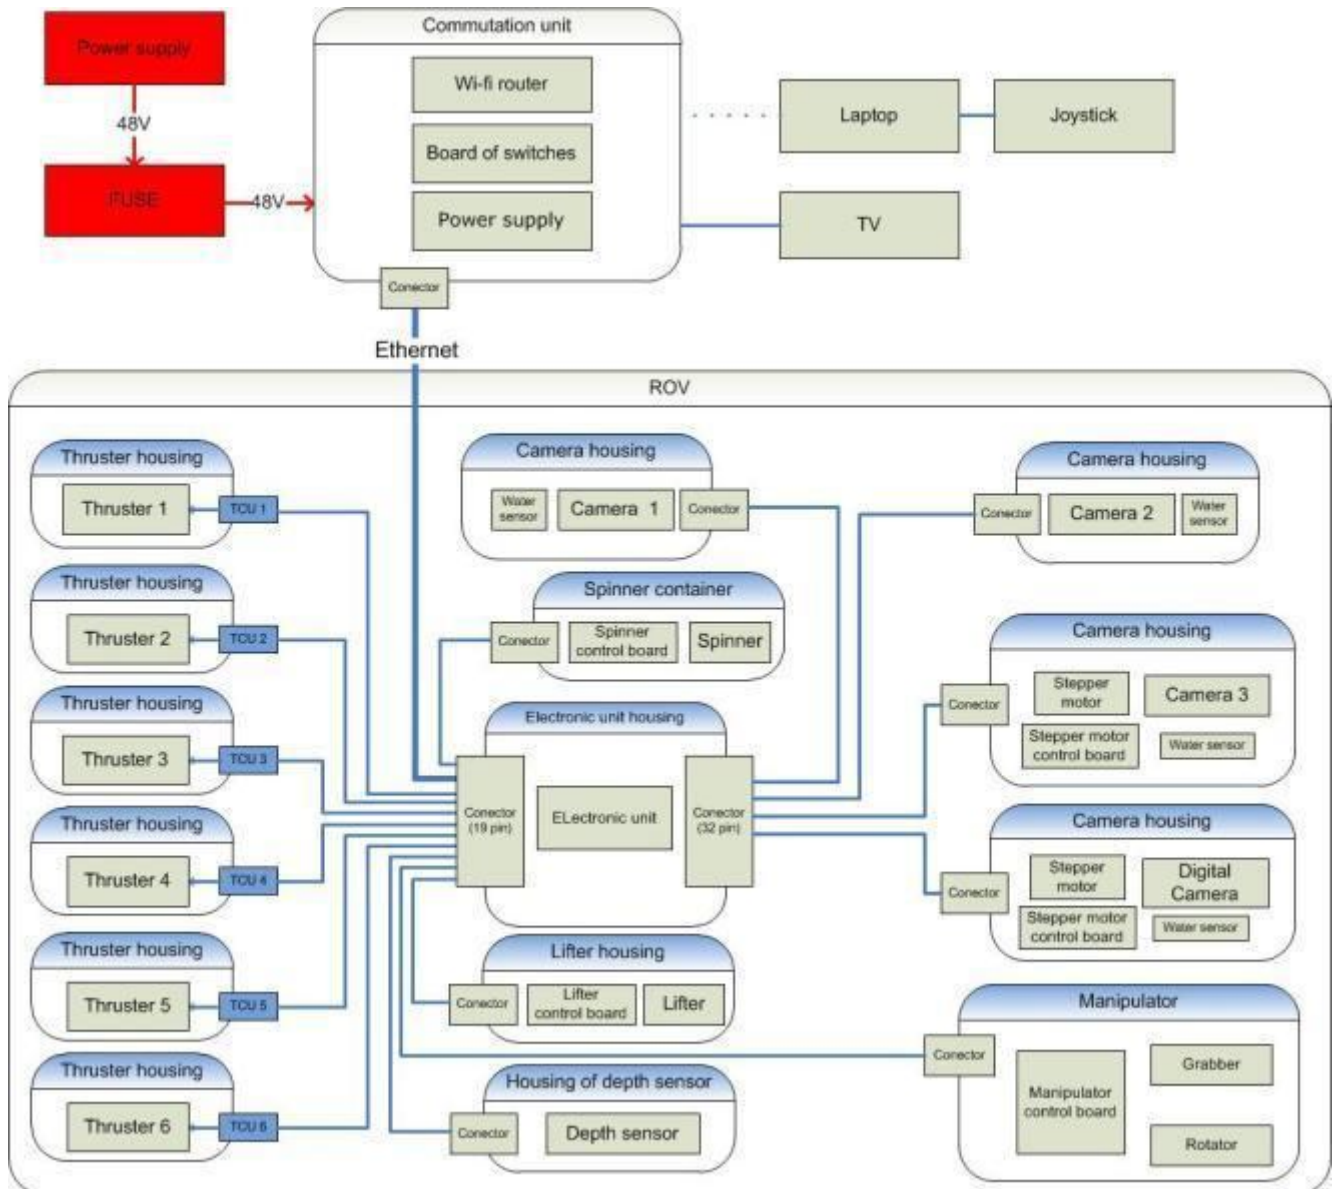 Power supply
48V
FUSE
48V
Commutation unit
Wi-fi router
Board of switches
Power supply
Conector
Laptop
Joystick
TV
Ethernet
ROV
Thruster housing
Thruster 1
TCU 1
Thruster housing
Thruster 2
TCU 2
Thruster housing
Thruster 3
TCU 3
Thruster housing
Thruster 4
TCU 4
Thruster housing
Thruster 5
TCU 5
Thruster housing
Thruster 6
TCU 6
Camera housing
Water
sensor
Camera 1
Conector
Spinner container
Conector
Spinner
control board
Spinner
Electronic unit housing
Conector
(19 pin)
ELectronic unit
Conector
(32 pin)
Lifter housing
Conector
Lifter
control board
Lifter
Housing of depth sensor
Conector
Depth sensor
Camera housing
Conector
Camera 2
Water
sensor
Camera housing
Conector
Stepper
motor
Camera 3
Stepper motor
control board
Water sensor
Camera housing
Conector
Stepper
motor
Digital
Camera
Stepper motor
control board
Water sensor
Manipulator
Conector
Manipulator
control board
Grabber
Rotator